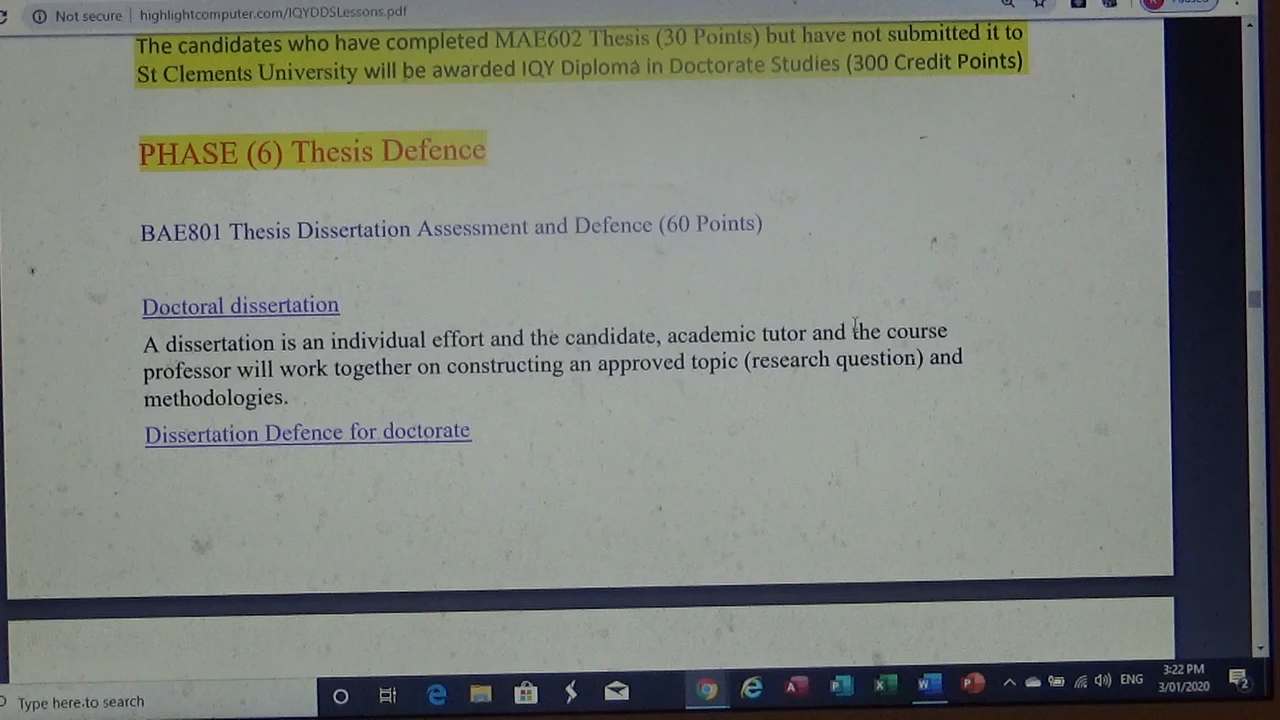 Not secure | highlightcomputer.com/IQYDDSLessons.pdf
The candidates who have completed MAE602 Thesis (30 Points) but have not submitted it to
St Clements University will be awarded IQY Diploma in Doctorate Studies (300 Credit Points)
PHASE (6) Thesis Defence
BAE801 Thesis Dissertation Assessment and Defence (60 Points)
Doctoral dissertation
A dissertation is an individual effort and the candidate, academic tutor and the course
professor will work together on constructing an approved topic (research question) and
methodologies.
Dissertation Defence for doctorate
Type here to search
ENG
3:22 PM
3/01/2020
2